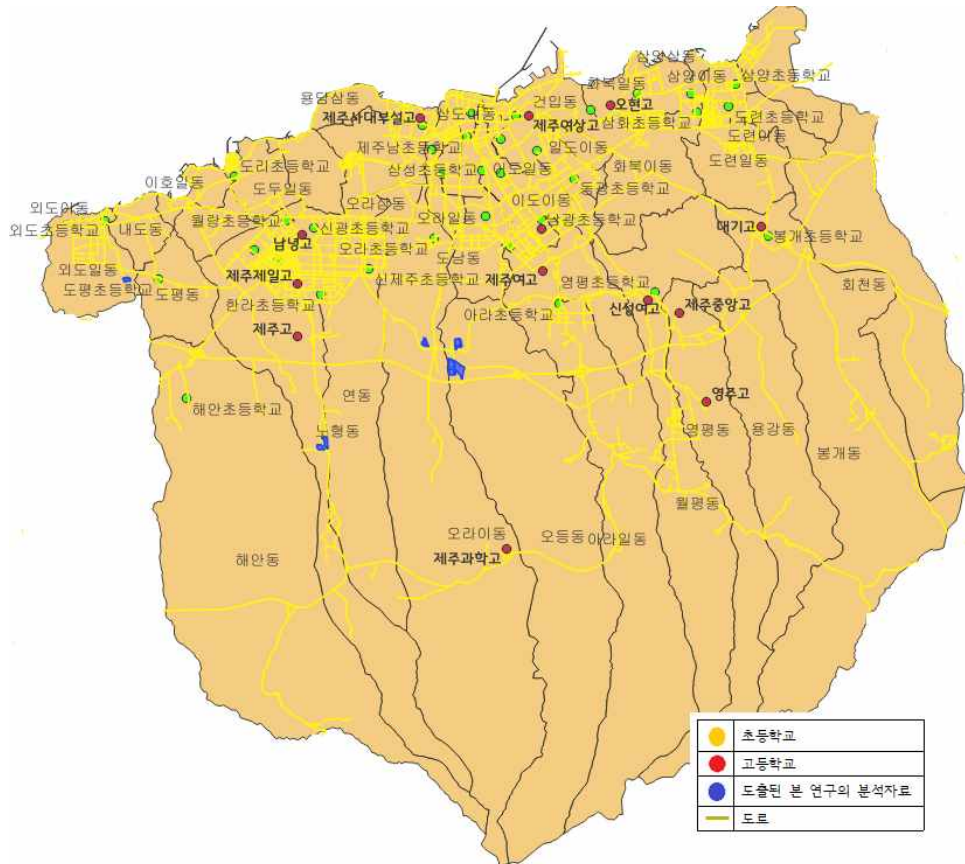 삼양삼동
화북일동
삼양이동
삼양초등학교
용담삼동
건입동
오현고
제주사대부설고
삼도이동
제주여상고
삼화초등학교
도련초등학교
도련이동
제주남초등학교
일도이동
도리초등학교
삼성초등학교
이호일동
화북이동
도련일동
이호일동
도두일동
동광초등학교
외도이동
오라삼동
이도이동
외도초등학교
내도동
월랑초등학교
신광초등학교
오라일동
남광초등학교
대기고
봉개초등학교
남녕고
오라초등학교
도남동
외도일동
제주제일고
신제주초등학교
제주여고
영평초등학교
회천동
도평초등학교
도평동
한라초등학교
아라초등학교
신성여고
제주중앙고
제주고
연동
영주고
해안초등학교
노형동
영평동
용강동
봉개동
월평동
오라이동
오등동
아라일동
해안동
제주과학고
초등학교
고등학교
도출된 본 연구의 분석자료
도로